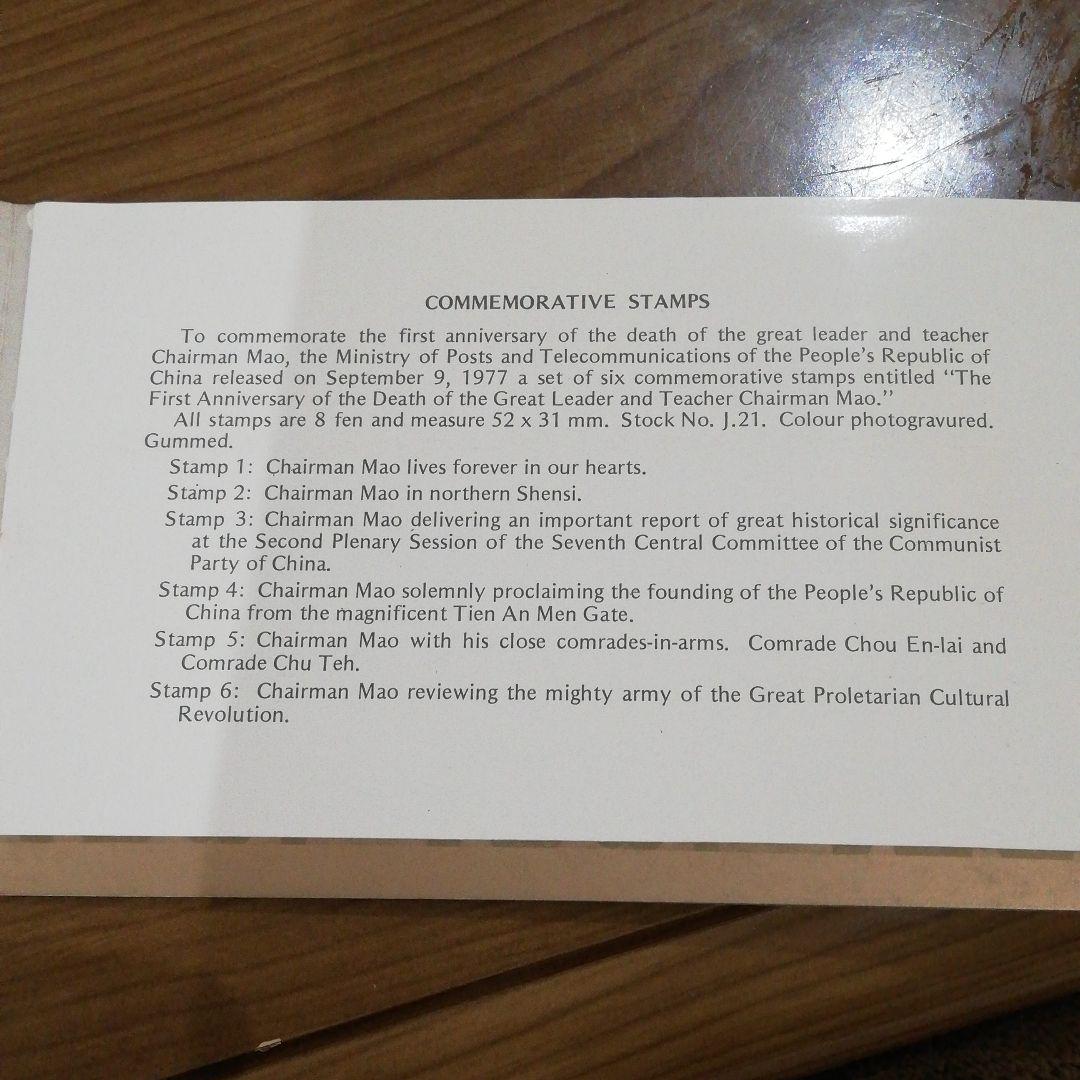 COMMEMORATIVE STAMPS
To commemorate the first anniversary of the death of the great leader and teacher
Chairman Mao, the Ministry of Posts and Telecommunications of the People's Republic of
China released on September 9, 1977 a set of six commemorative stamps entitled “The
First Anniversary of the Death of the Great Leader and Teacher Chairman Mao.”
All stamps are 8 fen and measure 52 x 31 mm. Stock No. J.21. Colour photogravured.
Gummed.
Stamp 1: Chairman Mao lives forever in our hearts.
Stamp 2: Chairman Mao in northern Shensi.
Stamp 3: Chairman Mao delivering an important report of great historical significance
at the Second Plenary Session of the Seventh Central Committee of the Communist
Party of China.
Stamp 4: Chairman Mao solemnly proclaiming the founding of the People's Republic of
China from the magnificent Tien An Men Gate.
Stamp 5: Chairman Mao with his close comrades-in-arms. Comrade Chou En-lai and
Comrade Chu Teh.
Stamp 6: Chairman Mao reviewing the mighty army of the Great Proletarian Cultural
Revolution.